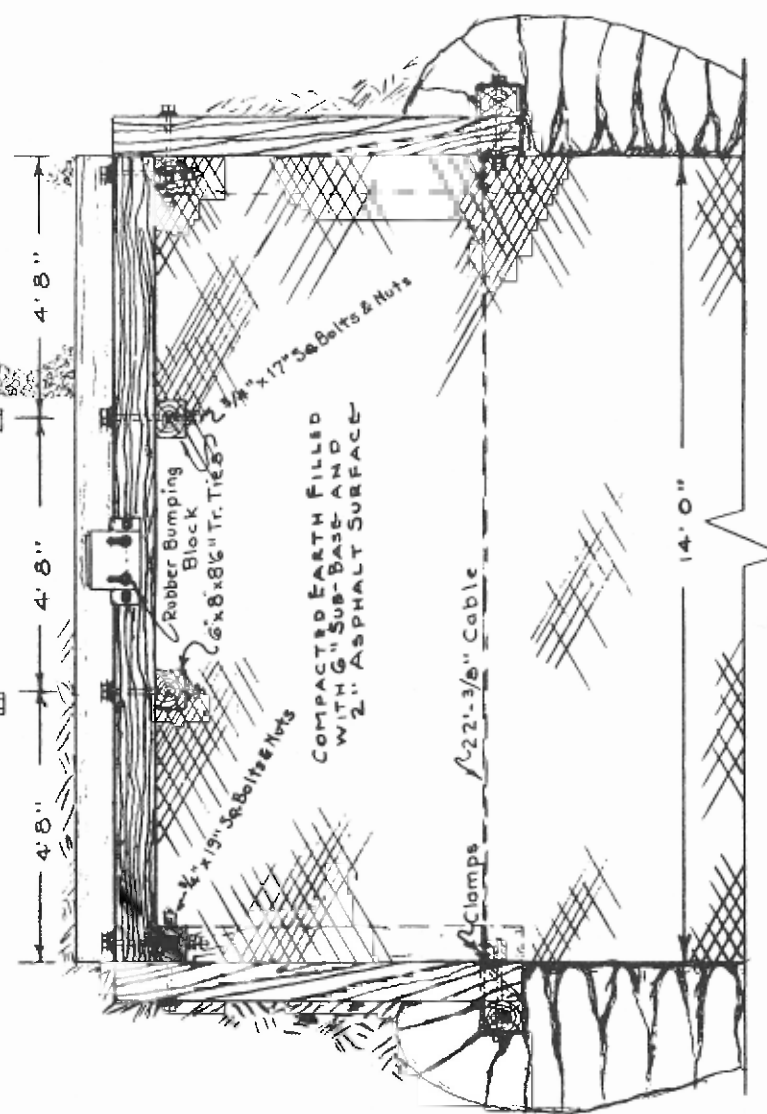 4'8"
4'8"
4'8"
3/4" x 17" Sq. Bolts & Nuts
Rubber Bumping
Block
6"x8"x8'6" Tr. Ties
COMPACTED EARTH FILLED
WITH 6" SUB-BASE AND
2" ASPHALT SURFACE
3/4" x 19" Sq. Bolts & Nuts
22'-3/8" Cable
Clamps
14'0"